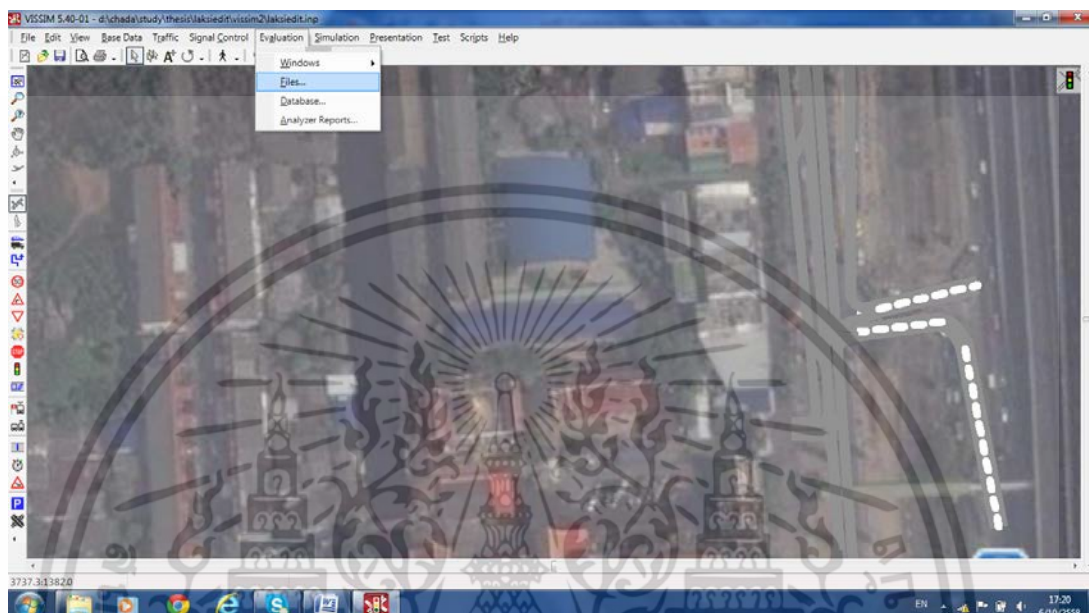 VISSIM 5.40-01 - d:\chada\study\thesis\laksiedit\vissim2\laksiedit.inp
File Edit View Base Data Traffic Signal Control Evaluation Simulation Presentation Test Scripts Help
Windows
Files...
Database...
Analyzer Reports...
3737.3:1382.0
EN
17:20